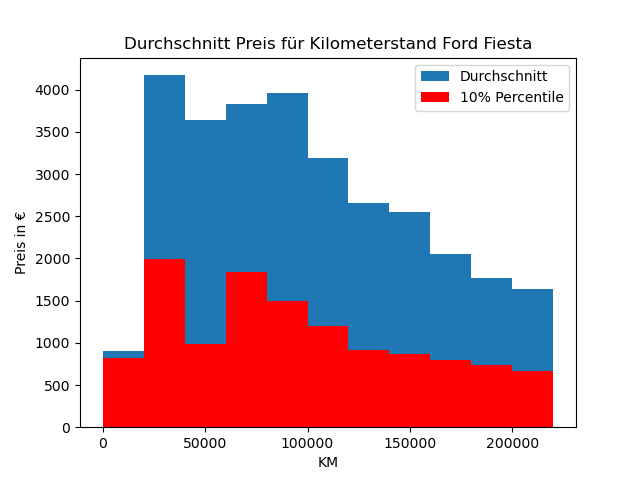 Durchschnitt Preis für Kilometerstand Ford Fiesta
Durchschnitt
10% Percentile
Preis in €
4000
3500
3000
2500
2000
1500
1000
500
0
0
50000
100000
150000
200000
KM